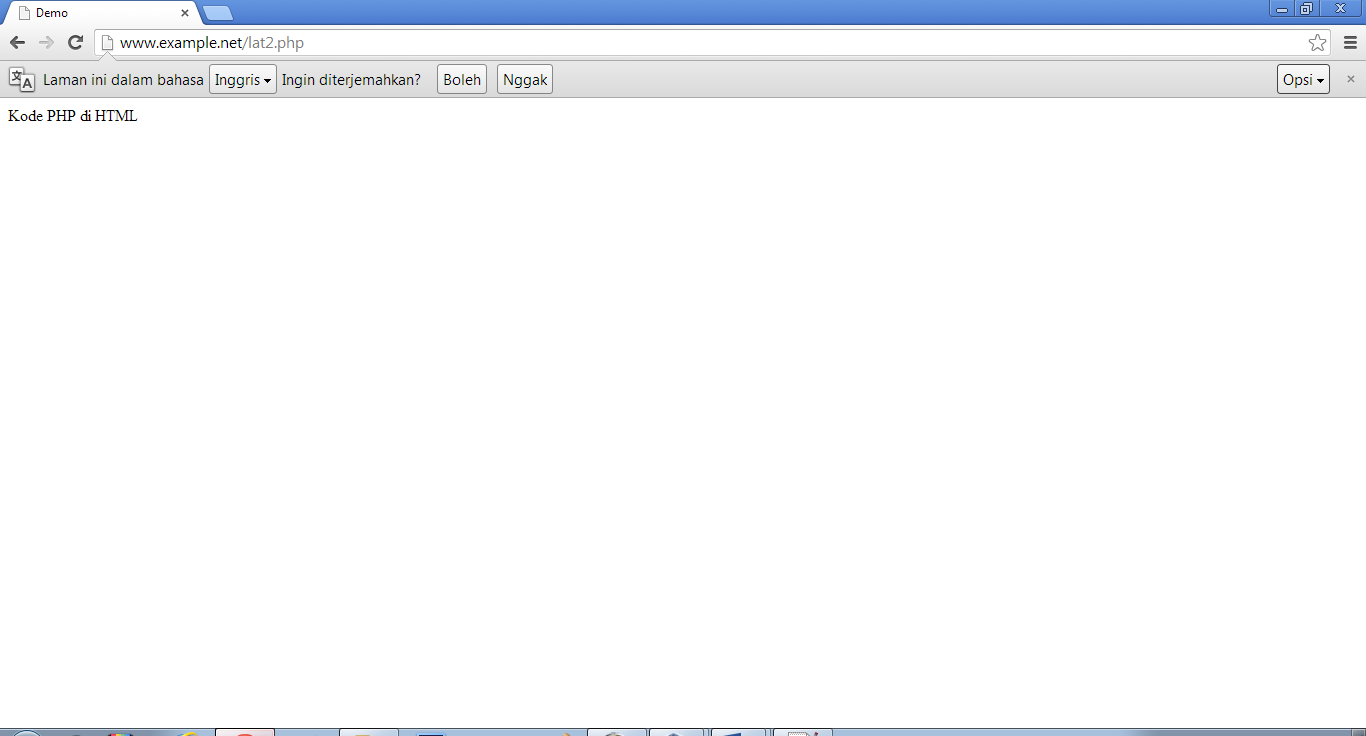 Demo
www.example.net/lat2.php
Laman ini dalam bahasa Inggris Ingin diterjemahkan? Boleh Nggak Opsi
Kode PHP di HTML